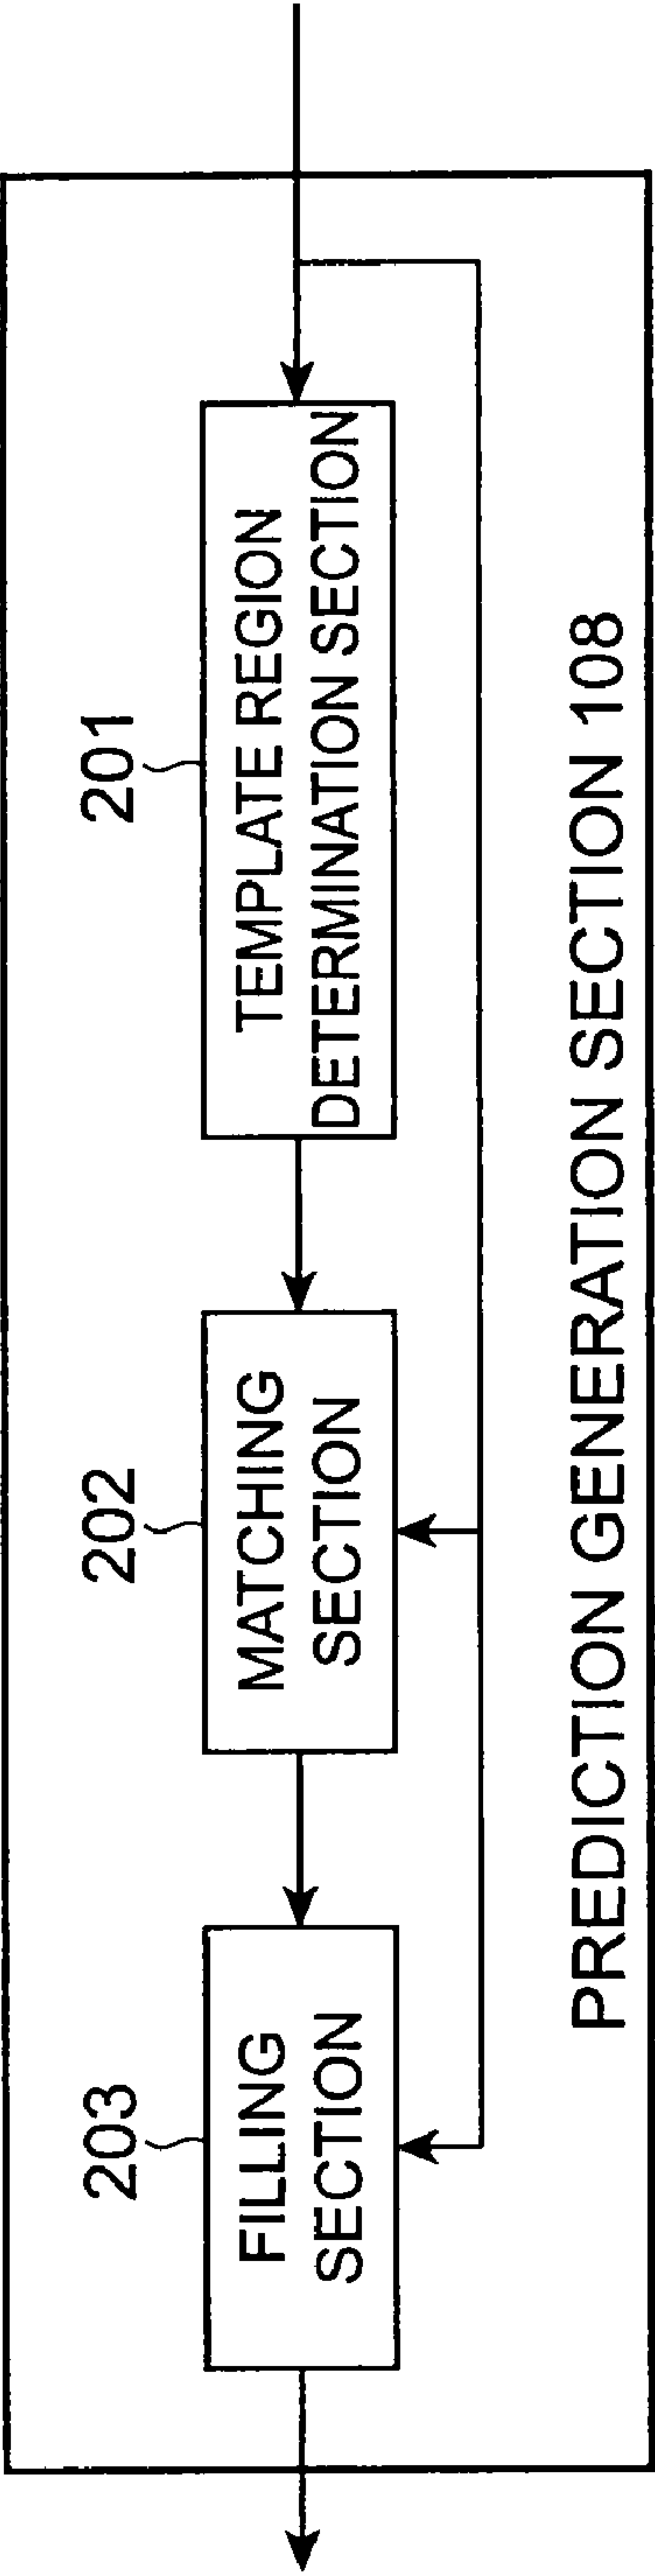 201
TEMPLATE REGION
DETERMINATION SECTION
202
MATCHING
SECTION
203
FILLING
SECTION
PREDICTION GENERATION SECTION 108